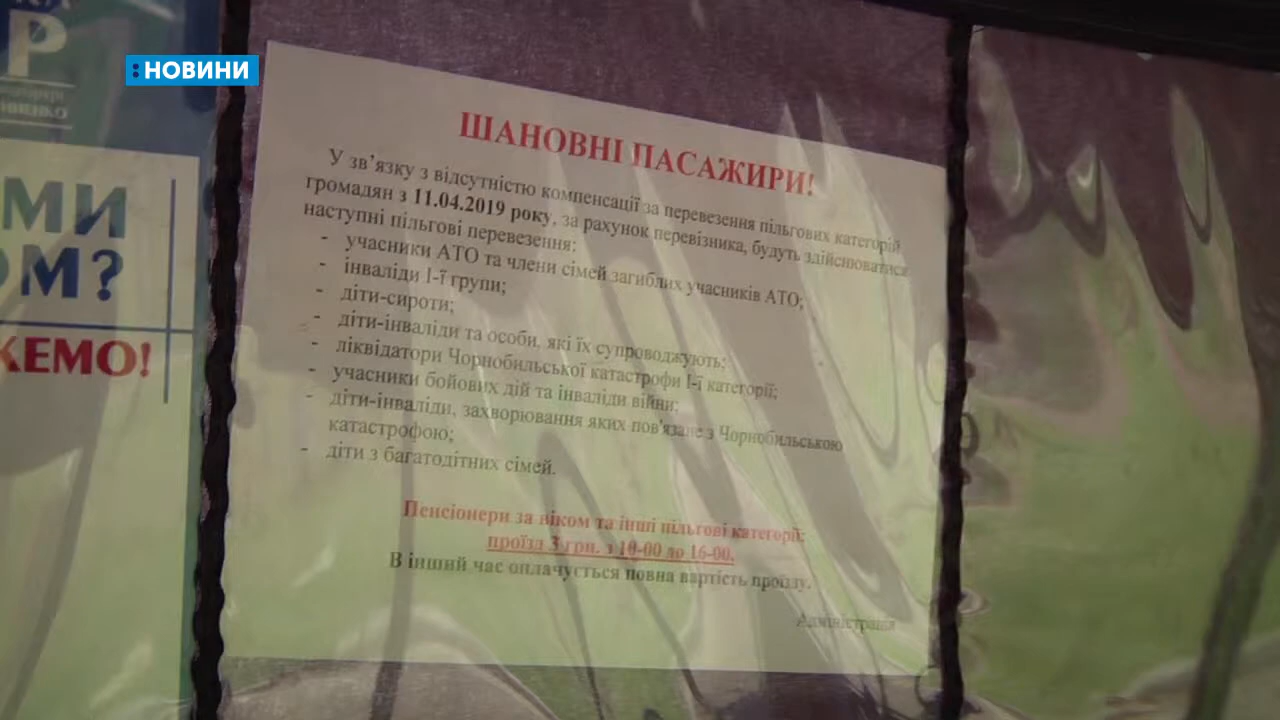 :НОВИНИ
Р
МИ
ОМ?
ЖЕМО!
ШАНОВНІ ПАСАЖИРИ!
У зв’язку з відсутністю компенсації за перевезення пільгових категорій
громадян з 11.04.2019 року, за рахунок перевізника, будуть здійснюватися
наступні пільгові перевезення:
- учасники АТО та члени сімей загиблих учасників АТО;
- інваліди І-ї групи;
- діти-сироти;
- діти-інваліди та особи, які їх супроводжують;
- ліквідатори Чорнобильської катастрофи І-ї категорії;
- учасники бойових дій та інваліди війни;
- діти-інваліди, захворювання яких пов'язане з Чорнобильською
катастрофою;
- діти з багатодітних сімей.
Пенсіонери за віком та інші пільгові категорії:
проїзд 3 грн. з 10-00 до 16-00.
В інший час оплачується повна вартість проїзду.
Адміністрація